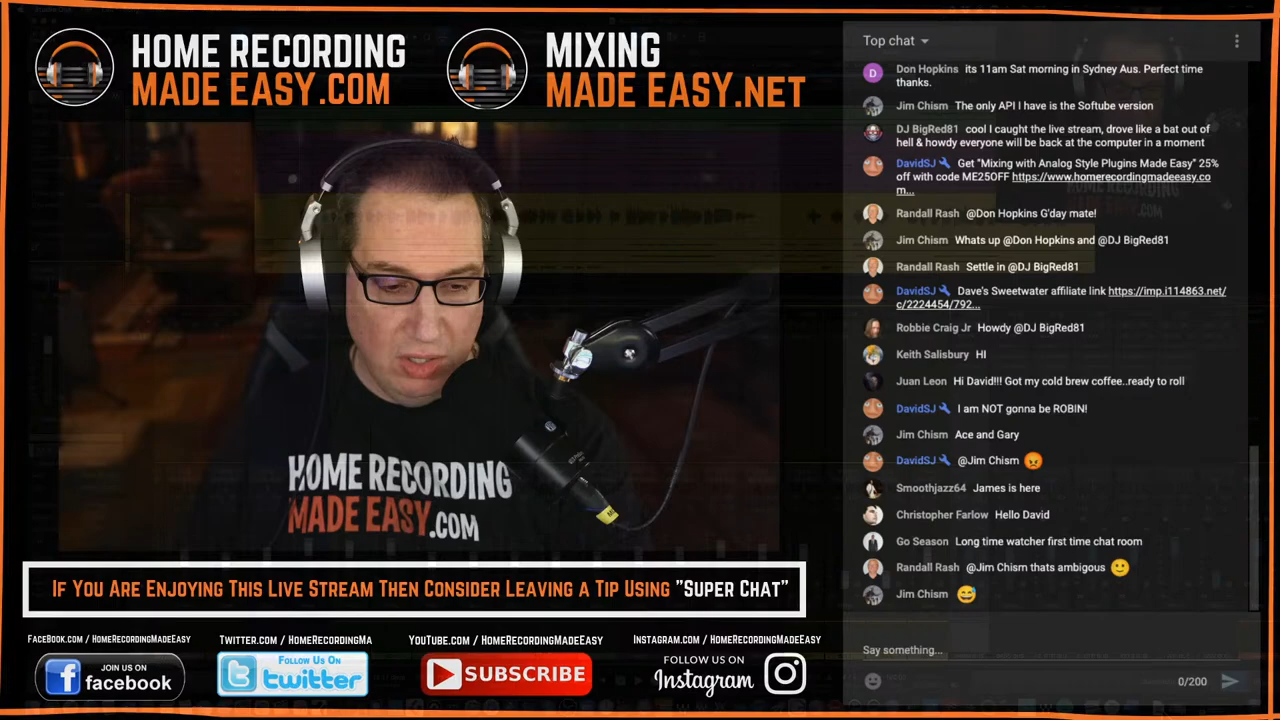 HOME RECORDING
MADE EASY.COM
MIXING
MADE EASY.NET
HOME RECORDING
MADE EASY.COM
IF YOU ARE ENJOYING THIS LIVE STREAM THEN CONSIDER LEAVING A TIP USING "SUPER CHAT"
FACEBOOK.COM / HOMERECORDINGMADEEASY
TWITTER.COM / HOMERECORDINGMA
YOUTUBE.COM / HOMERECORDINGMADEEASY
INSTAGRAM.COM / HOMERECORDINGMADEEASY
JOIN US ON
facebook
FOLLOW US ON
twitter
SUBSCRIBE
FOLLOW US ON
Instagram
Top chat
D Don Hopkins its 11am Sat morning in Sydney Aus. Perfect time
thanks.
Jim Chism The only API I have is the Softube version
DJ BigRed81 cool I caught the live stream, drove like a bat out of
hell & howdy everyone will be back at the computer in a moment
DavidSJ Get "Mixing with Analog Style Plugins Made Easy" 25%
off with code ME25OFF https://www.homerecordingmadeeasy.co
m...
Randall Rash @Don Hopkins G'day mate!
Jim Chism Whats up @Don Hopkins and @DJ BigRed81
Randall Rash Settle in @DJ BigRed81
DavidSJ Dave's Sweetwater affiliate link https://imp.i114863.net/
c/2224454/792...
Robbie Craig Jr Howdy @DJ BigRed81
Keith Salisbury HI
Juan Leon Hi David!!! Got my cold brew coffee..ready to roll
DavidSJ I am NOT gonna be ROBIN!
Jim Chism Ace and Gary
DavidSJ @Jim Chism 😡
Smoothjazz64 James is here
Christopher Farlow Hello David
Go Season Long time watcher first time chat room
Randall Rash @Jim Chism thats ambigous 🙂
Jim Chism 😅
Say something...
0/200